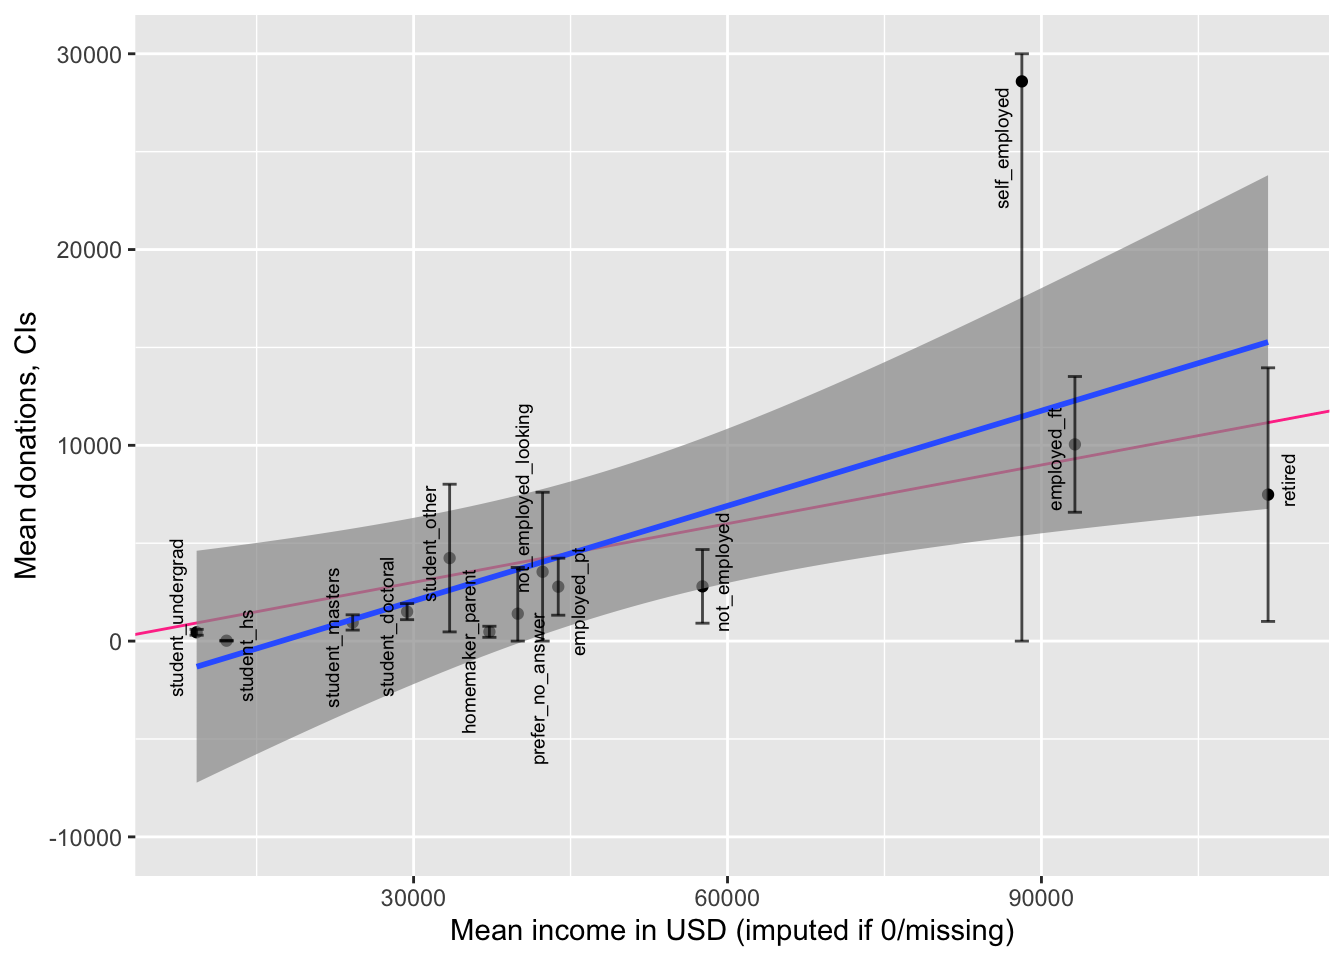 Mean donations, CIs
30000
20000
10000
0
-10000
student_undergrad
student_hs
student_masters
student_doctoral
student_other
homemaker_parent
not_employed_looking
prefer_no_answer
employed_pt
not_employed
self_employed
employed_ft
retired
30000
60000
90000
Mean income in USD (imputed if 0/missing)